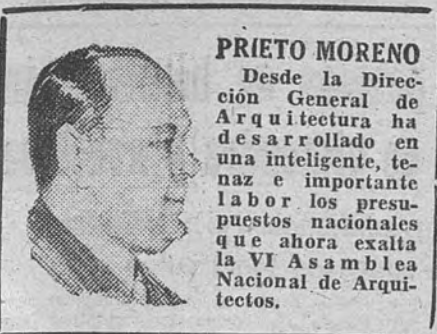 PRIETO MORENO
Desde la Direc-
ción General de
Arquitectura ha
desarrollado en
una inteligente, te-
naz e importante
labor los presu-
puestos nacionales
que ahora exalta
la VI Asamblea
Nacional de Arqui-
tectos.